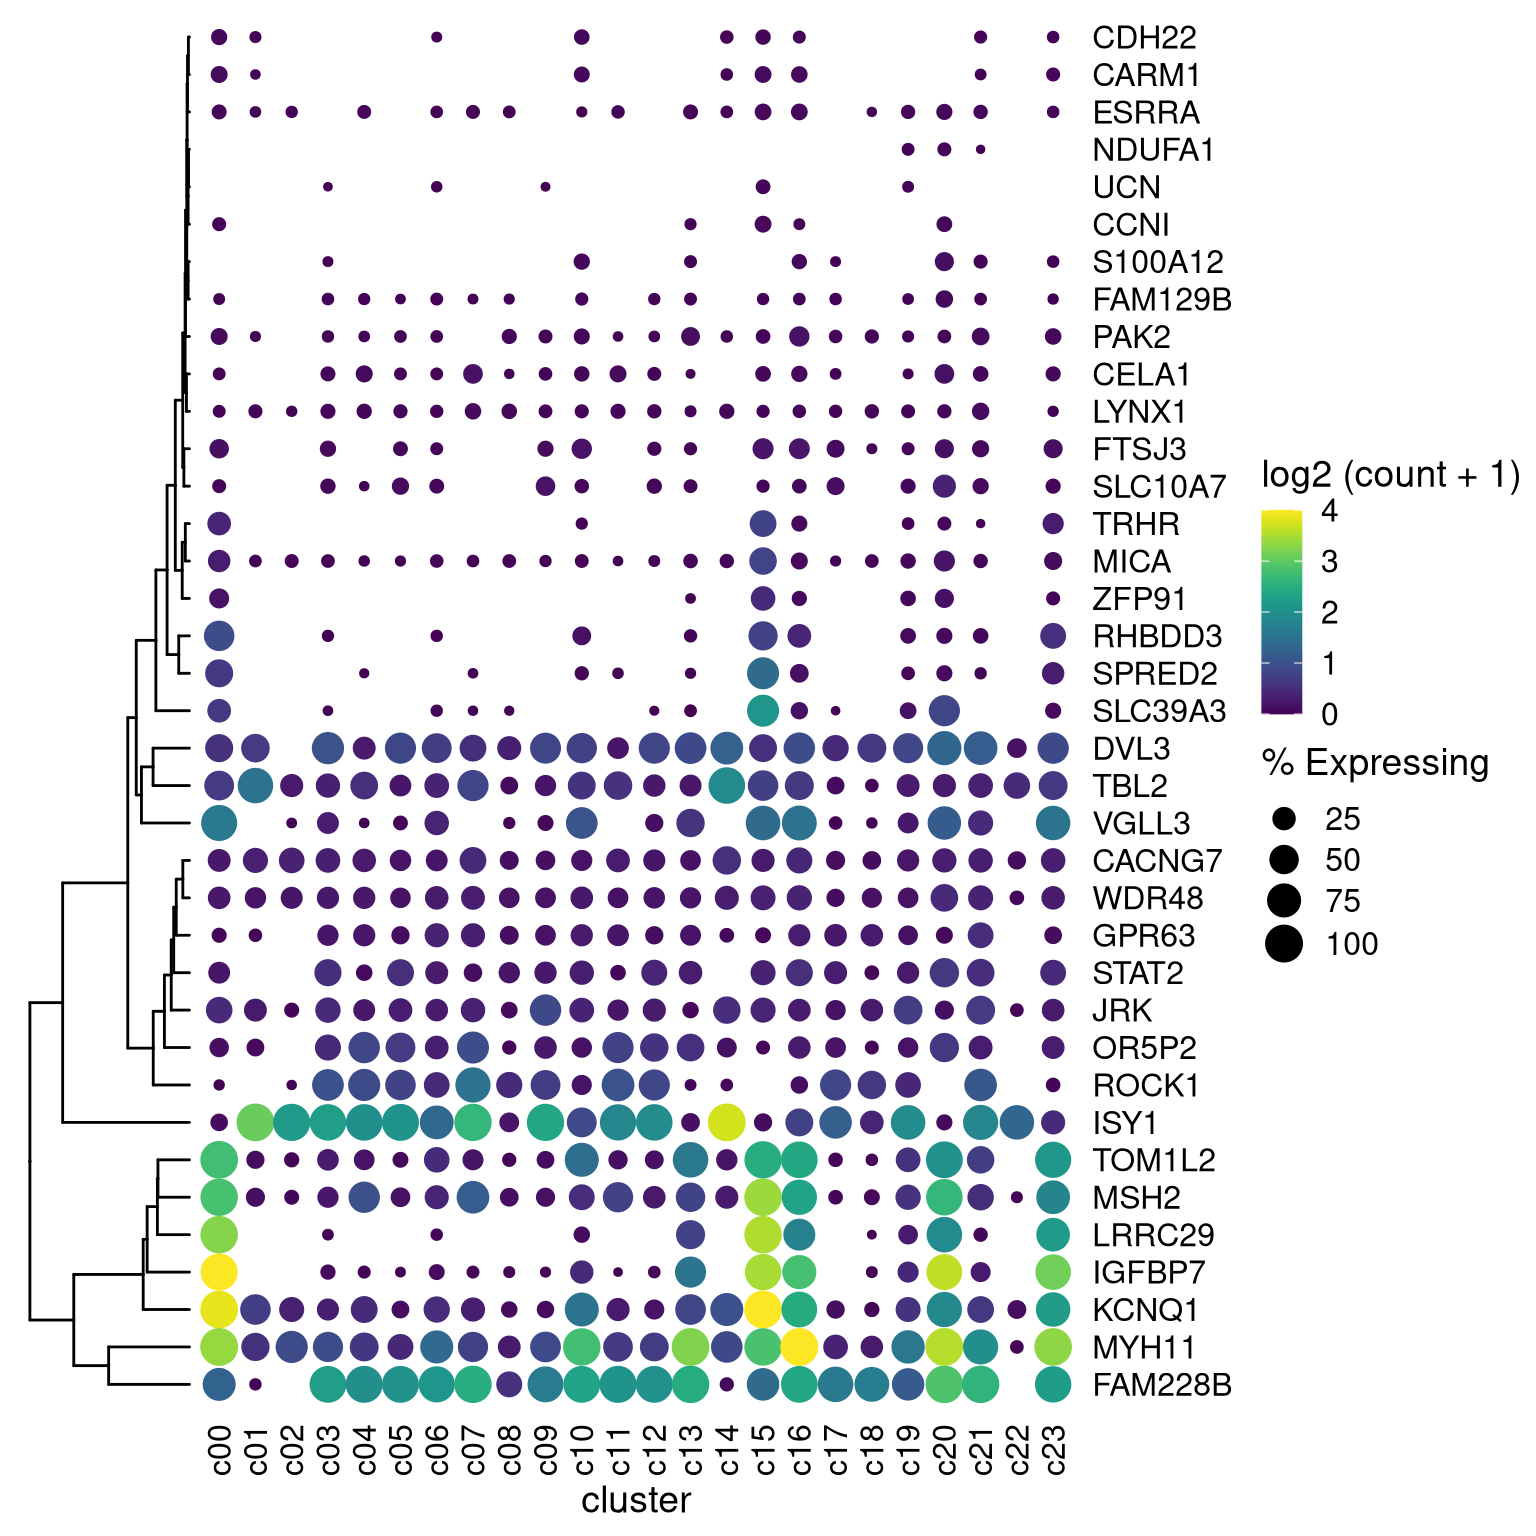 CDH22
CARM1
ESRRA
NDUFA1
UCN
CCNI
S100A12
FAM129B
PAK2
CELA1
LYNX1
FTSJ3
SLC10A7
TRHR
MICA
ZFP91
RHBDD3
SPRED2
SLC39A3
DVL3
TBL2
VGLL3
CACNG7
WDR48
GPR63
STAT2
JRK
OR5P2
ROCK1
ISY1
TOM1L2
MSH2
LRRC29
IGFBP7
KCNQ1
MYH11
FAM228B
c00 c01 c02 c03 c04 c05 c06 c07 c08 c09 c10 c11 c12 c13 c14 c15 c16 c17 c18 c19 c20 c21 c22 c23
cluster
log2 (count + 1)
4
3
2
1
0
% Expressing
25
50
75
100